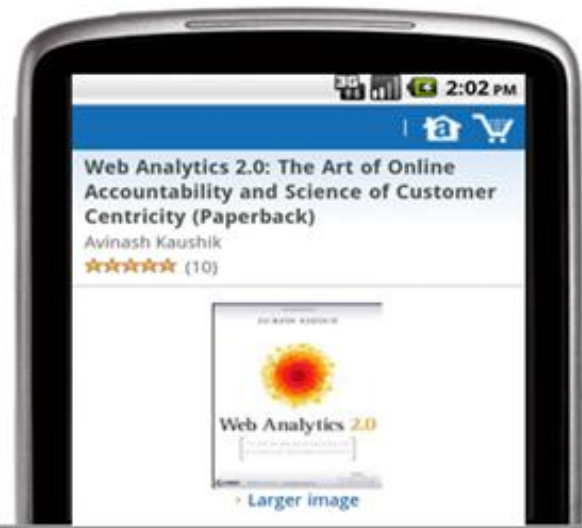 3G
2:02 PM
a
Web Analytics 2.0: The Art of Online
Accountability and Science of Customer
Centricity (Paperback)
Avinash Kaushik
(10)
AVINASH KAUSHIK
Web Analytics 2.0
› Larger image